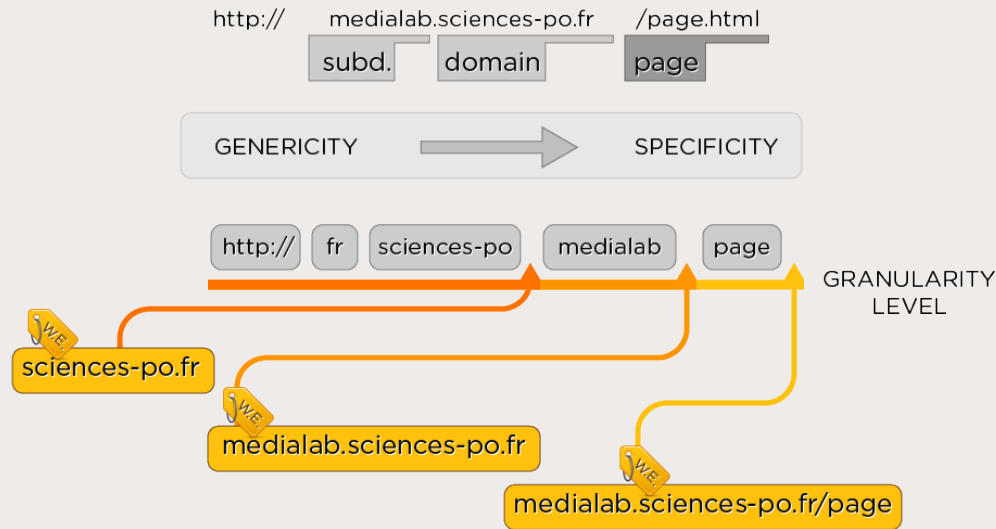 http:// medialab.sciences-po.fr /page.html
subd. domain page
GENERICITY SPECIFICITY
http:// fr sciences-po medialab page
GRANULARITY
LEVEL
W.E.
sciences-po.fr
W.E.
medialab.sciences-po.fr
W.E.
medialab.sciences-po.fr/page